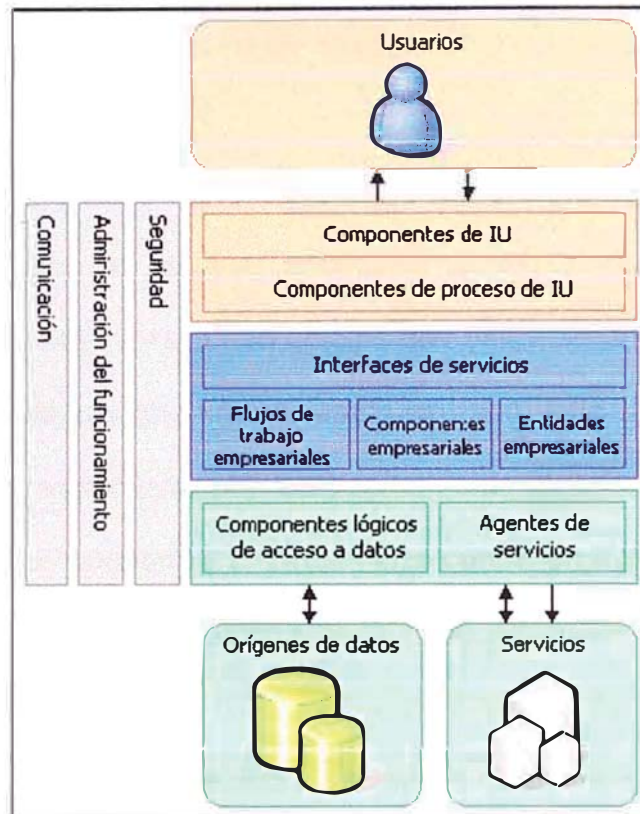 Usuarios
Comunicación
Administración del funcionamiento
Seguridad
Componentes de IU
Componentes de proceso de IU
Interfaces de servicios
Flujos de
trabajo
empresariales
Componentes
empresariales
Entidades
empresariales
Componentes lógicos
de acceso a datos
Agentes de
servicios
Orígenes de datos
Servicios